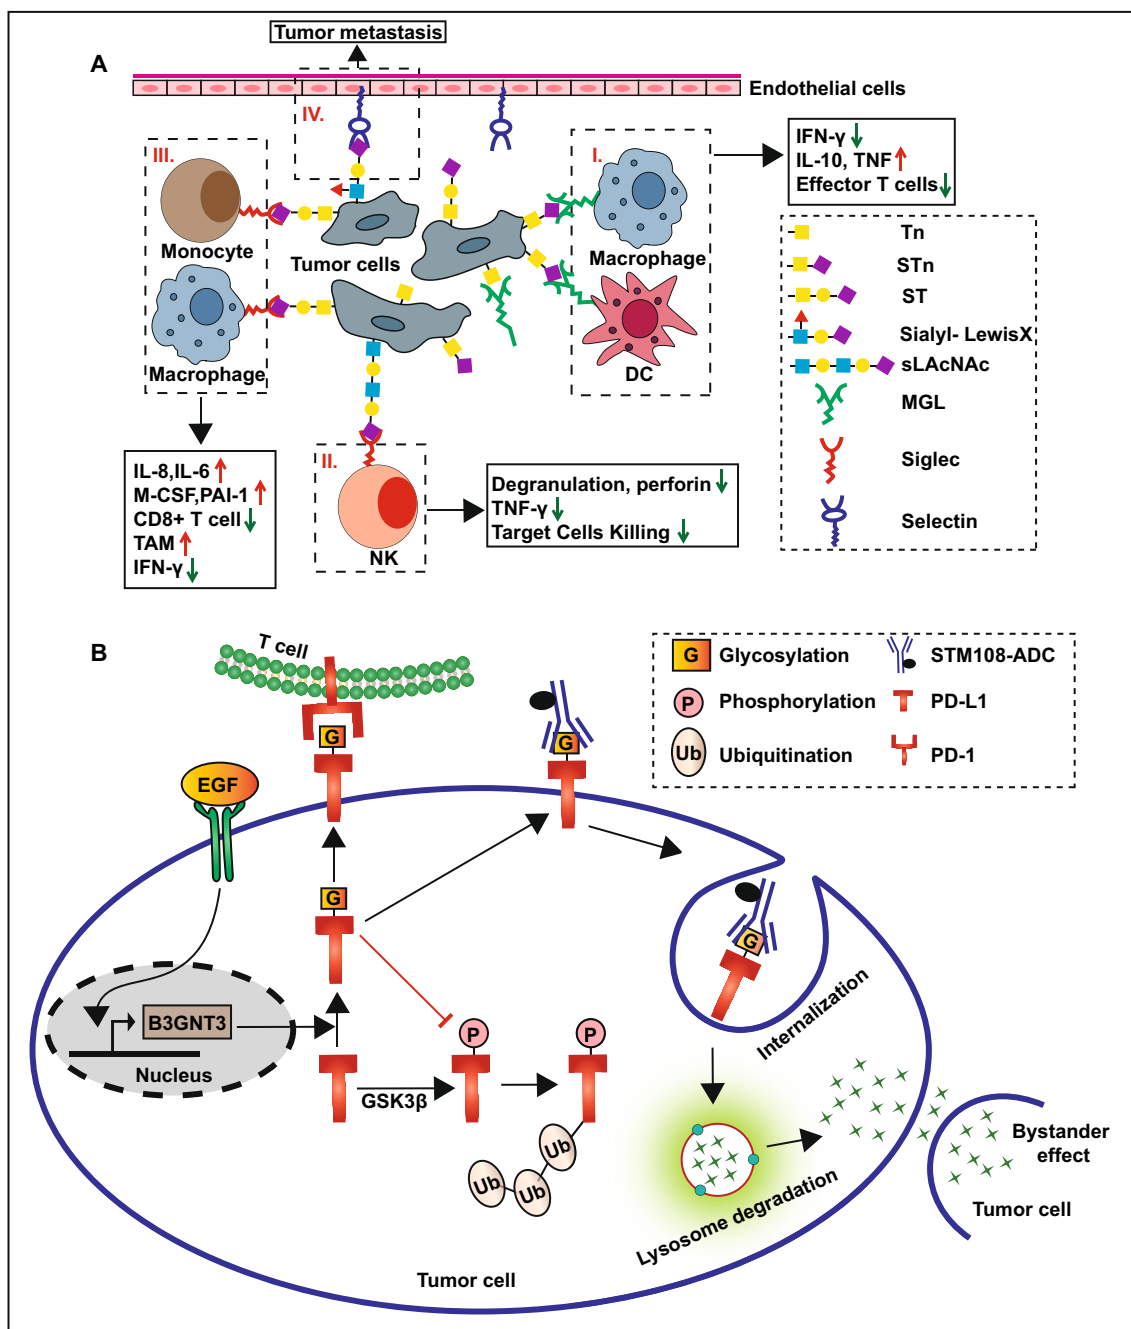 Tumor metastasis
A
Endothelial cells
IV.
III.
I.
IFN-γ
IL-10, TNF
Effector T cells
Monocyte
Tumor cells
Macrophage
Macrophage
DC
Tn
STn
ST
Sialyl- LewisX
sLAcNAc
MGL
Siglec
Selectin
II.
NK
IL-8,IL-6
M-CSF,PAI-1
CD8+ T cell
TAM
IFN-γ
Degranulation, perforin
TNF-γ
Target Cells Killing
B
T cell
G
Glycosylation
STM108-ADC
P
Phosphorylation
PD-L1
Ub
Ubiquitination
PD-1
G
G
EGF
G
G
B3GNT3
Nucleus
P
P
GSK3β
Ub
Ub
Ub
Internalization
Lysosome degradation
Bystander
effect
Tumor cell
Tumor cell